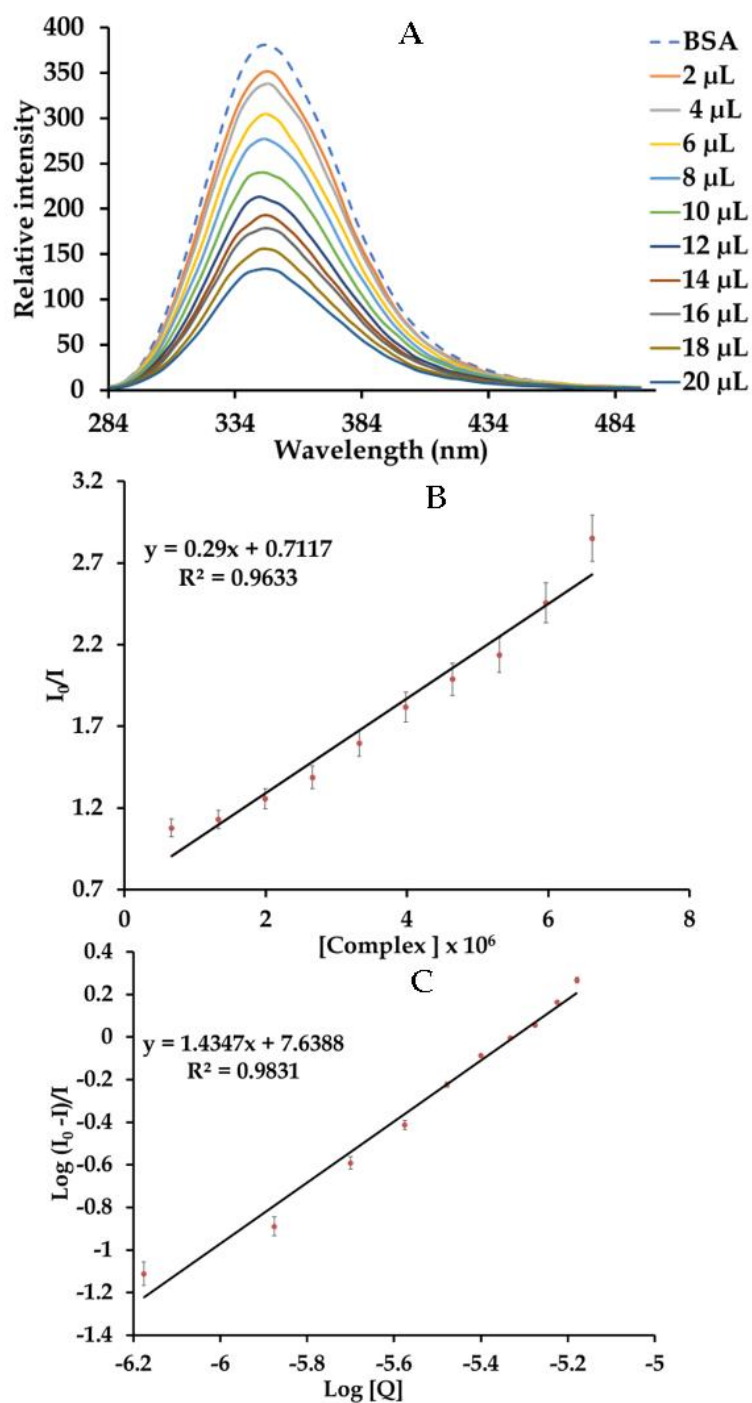 A
400
350
300
250
200
150
100
50
0
Relative intensity
284 334 384 434 484
Wavelength (nm)
BSA
2 µL
4 µL
6 µL
8 µL
10 µL
12 µL
14 µL
16 µL
18 µL
20 µL
B
3.2
2.7
2.2
1.7
1.2
0.7
I₀/I
y = 0.29x + 0.7117
R² = 0.9633
0 2 4 6 8
[Complex ] x 10⁶
C
0.4
0.2
0
-0.2
-0.4
-0.6
-0.8
-1
-1.2
-1.4
Log (I₀ -I)/I
y = 1.4347x + 7.6388
R² = 0.9831
-6.2 -6 -5.8 -5.6 -5.4 -5.2 -5
Log [Q]